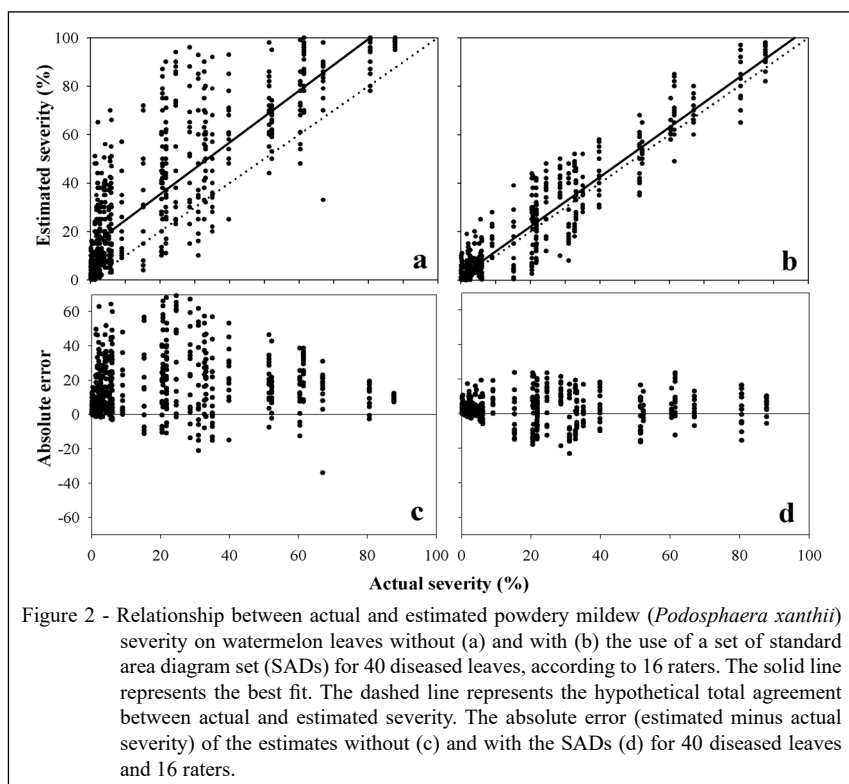 100
80
60
40
20
0
Estimated severity (%)
a
b
60
40
20
0
-20
-40
-60
Absolute error
c
d
0 20 40 60 80 100
0 20 40 60 80 100
Actual severity (%)
Figure 2 - Relationship between actual and estimated powdery mildew (Podosphaera xanthii)
severity on watermelon leaves without (a) and with (b) the use of a set of standard
area diagram set (SADs) for 40 diseased leaves, according to 16 raters. The solid line
represents the best fit. The dashed line represents the hypothetical total agreement
between actual and estimated severity. The absolute error (estimated minus actual
severity) of the estimates without (c) and with the SADs (d) for 40 diseased leaves
and 16 raters.